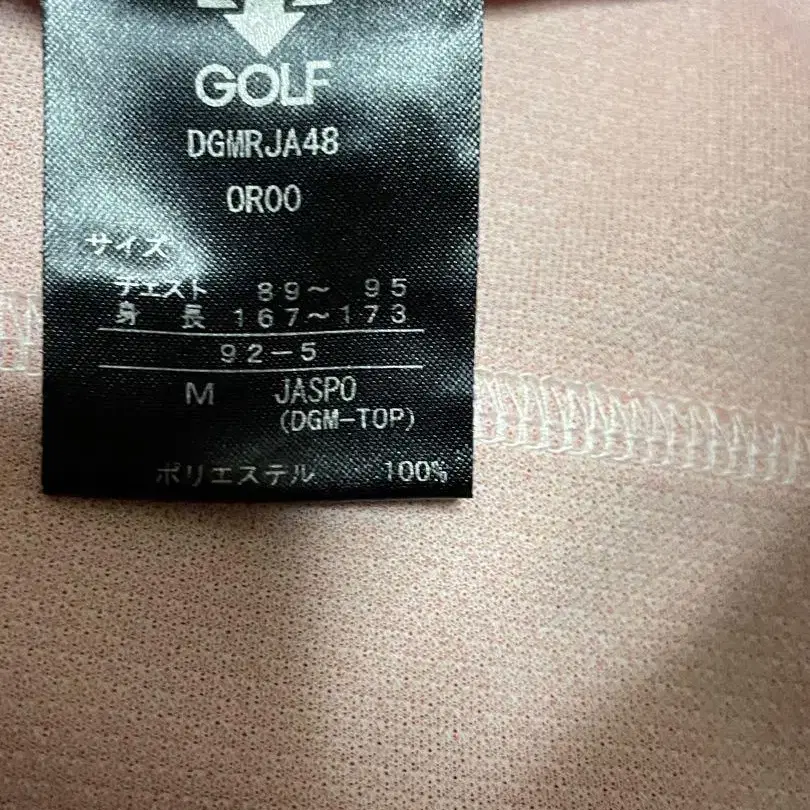 GOLF
DGMRJA48
OR00
サイズ
チェスト 89～ 95
身 長 167～173
92-5
M JASPO
(DGM-TOP)
ポリエステル 100%